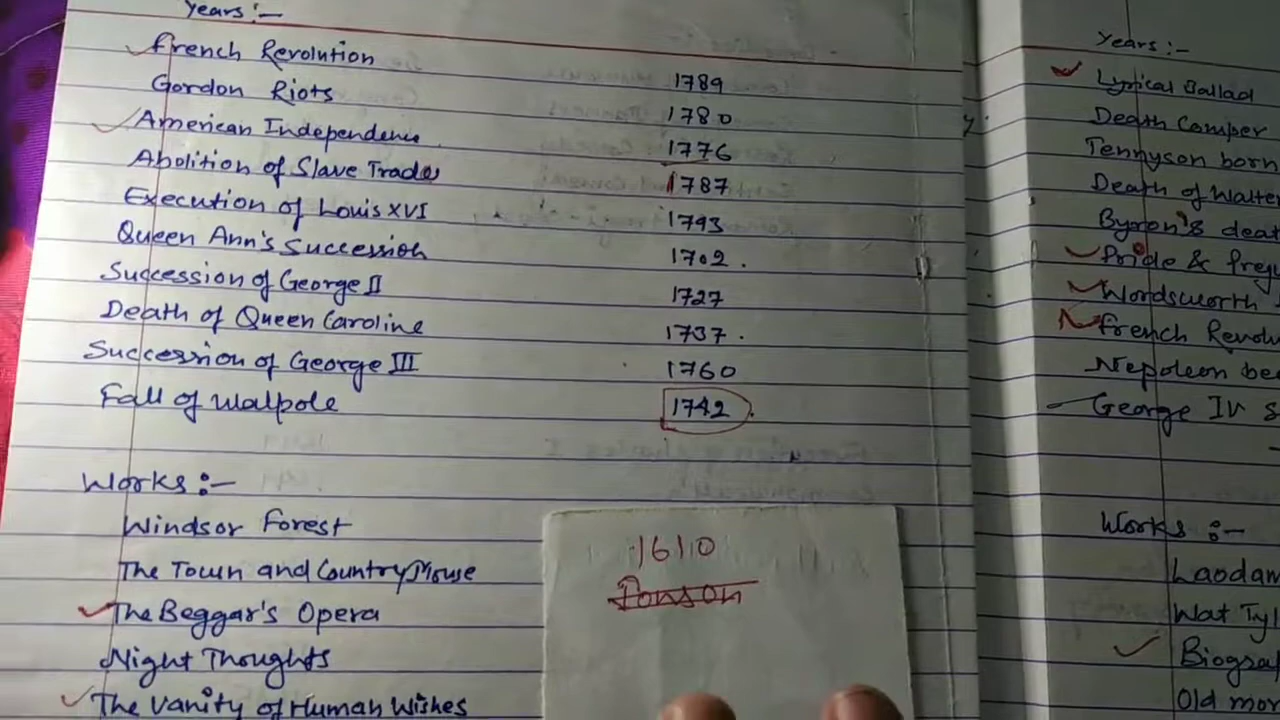 Years :-
French Revolution 1789
Gordon Riots 1780
American Independence 1776
Abolition of Slave Trade 1787
Execution of Louis XVI 1793
Queen Ann's Succession 1702.
Succession of George II 1727
Death of Queen Caroline 1737.
Succession of George III 1760
Fall of Walpole 1742.
Works :-
Windsor Forest
The Town and Country Mouse
The Beggar's Opera
Night Thoughts
The Vanity of Human Wishes
1610
Years :-
Lyrical Ballad
Death Comper
Tennyson born
Death of Walter
Byron's deat
Pride & Preju
Wordsworth
French Revolu
Nepoleon be
George IV S
Works :-
Laodam
Wat Tyl
Biograp
Old mor